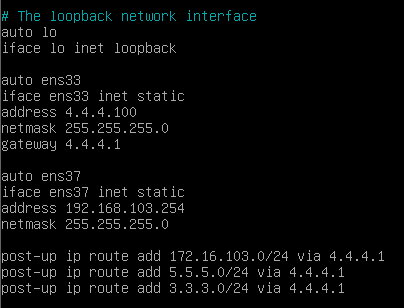 # The loopback network interface
auto lo
iface lo inet loopback
auto ens33
iface ens33 inet static
address 4.4.4.100
netmask 255.255.255.0
gateway 4.4.4.1
auto ens37
iface ens37 inet static
address 192.168.103.254
netmask 255.255.255.0
post-up ip route add 172.16.103.0/24 via 4.4.4.1
post-up ip route add 5.5.5.0/24 via 4.4.4.1
post-up ip route add 3.3.3.0/24 via 4.4.4.1